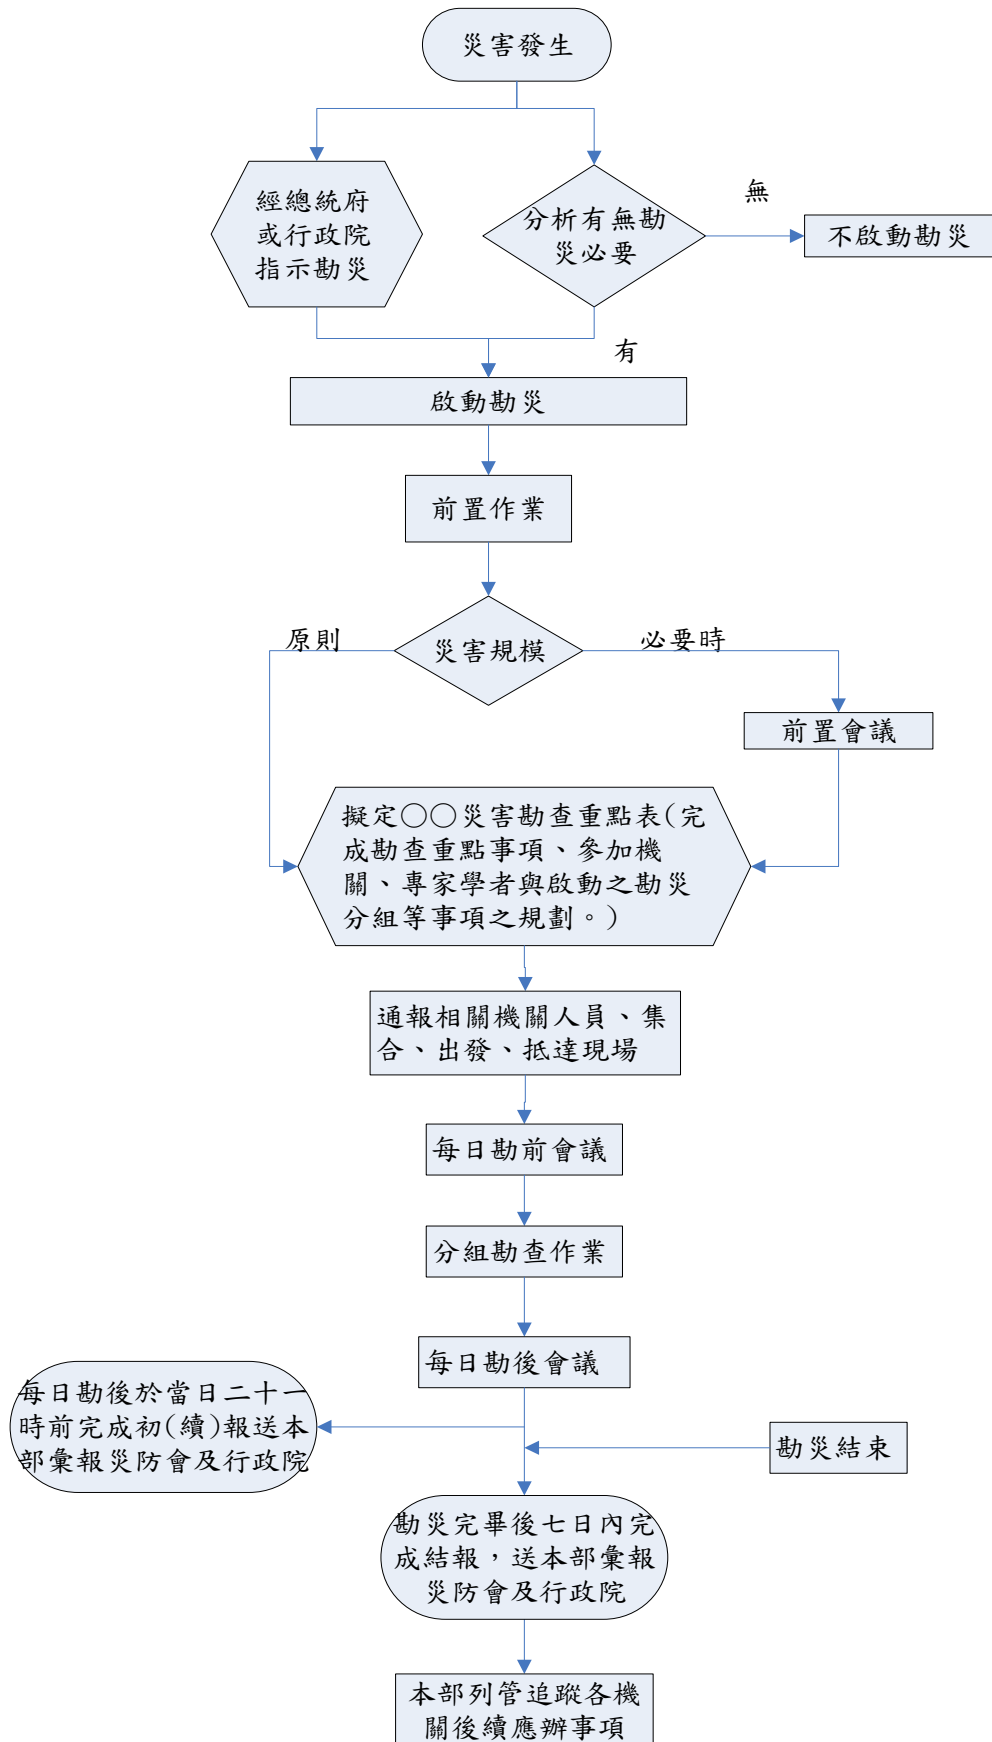 災害發生
經總統府
或行政院
指示勘災
分析有無勘
災必要
無
不啟動勘災
有
啟動勘災
前置作業
原則
災害規模
必要時
前置會議
擬定○○災害勘查重點表(完
成勘查重點事項、參加機
關、專家學者與啟動之勘災
分組等事項之規劃。)
通報相關機關人員、集
合、出發、抵達現場
每日勘前會議
分組勘查作業
每日勘後會議
每日勘後於當日二十一
時前完成初(續)報送本
部彙報災防會及行政院
勘災結束
勘災完畢後七日內完
成結報，送本部彙報
災防會及行政院
本部列管追蹤各機
關後續應辦事項